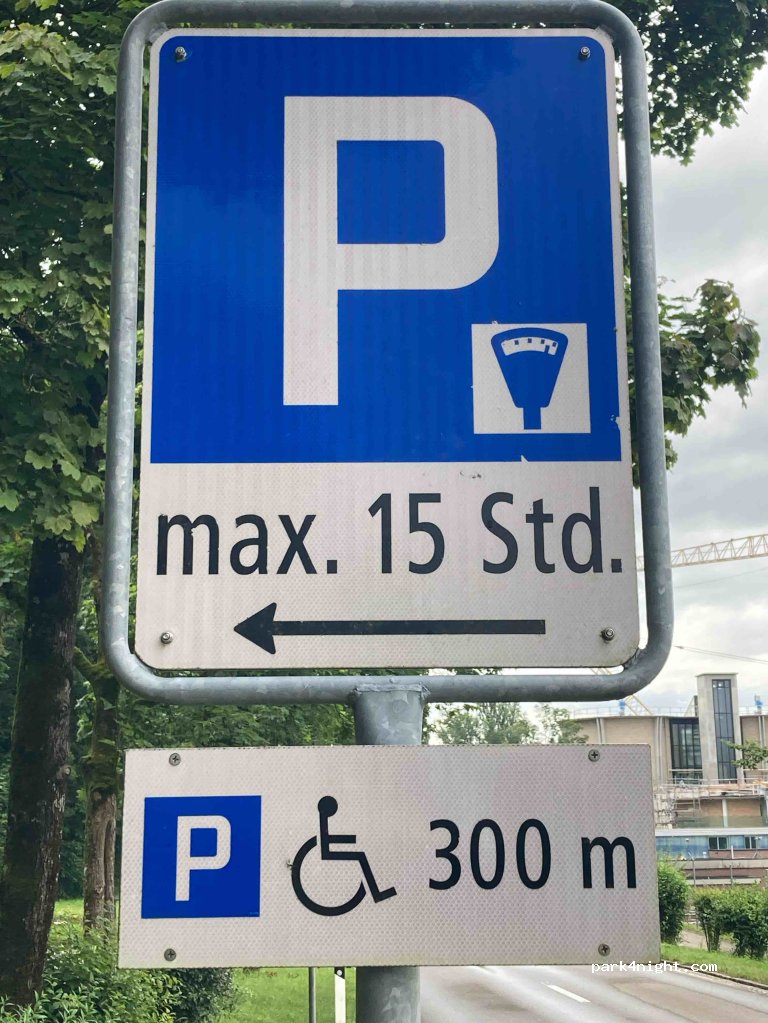 P
max. 15 Std.
P 300 m
park4night.com